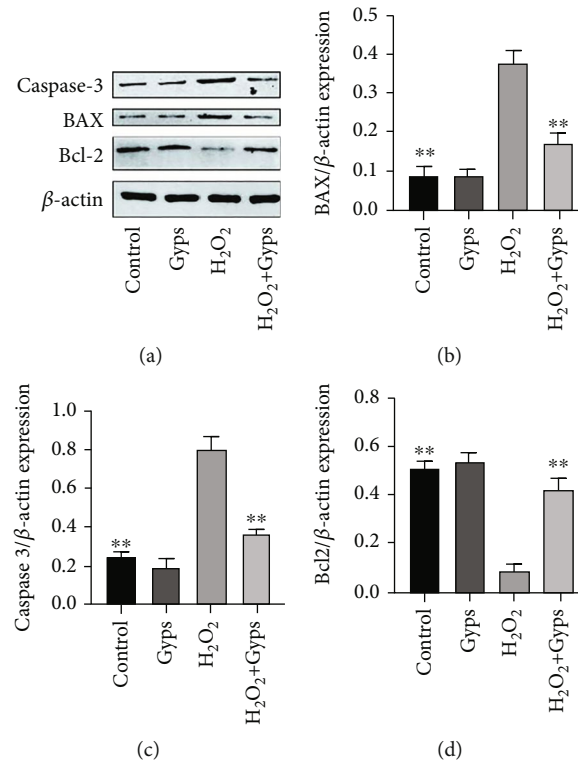 Caspase-3
BAX
Bcl-2
β-actin
Control
Gyps
H₂O₂
H₂O₂+Gyps
(a)
BAX/β-actin expression
0.5
0.4
0.3
0.2
0.1
0.0
**
**
Control
Gyps
H₂O₂
H₂O₂+Gyps
(b)
Caspase 3/β-actin expression
1.0
0.8
0.6
0.4
0.2
0.0
**
**
Control
Gyps
H₂O₂
H₂O₂+Gyps
(c)
Bcl2/β-actin expression
0.8
0.6
0.4
0.2
0.0
**
**
Control
Gyps
H₂O₂
H₂O₂+Gyps
(d)